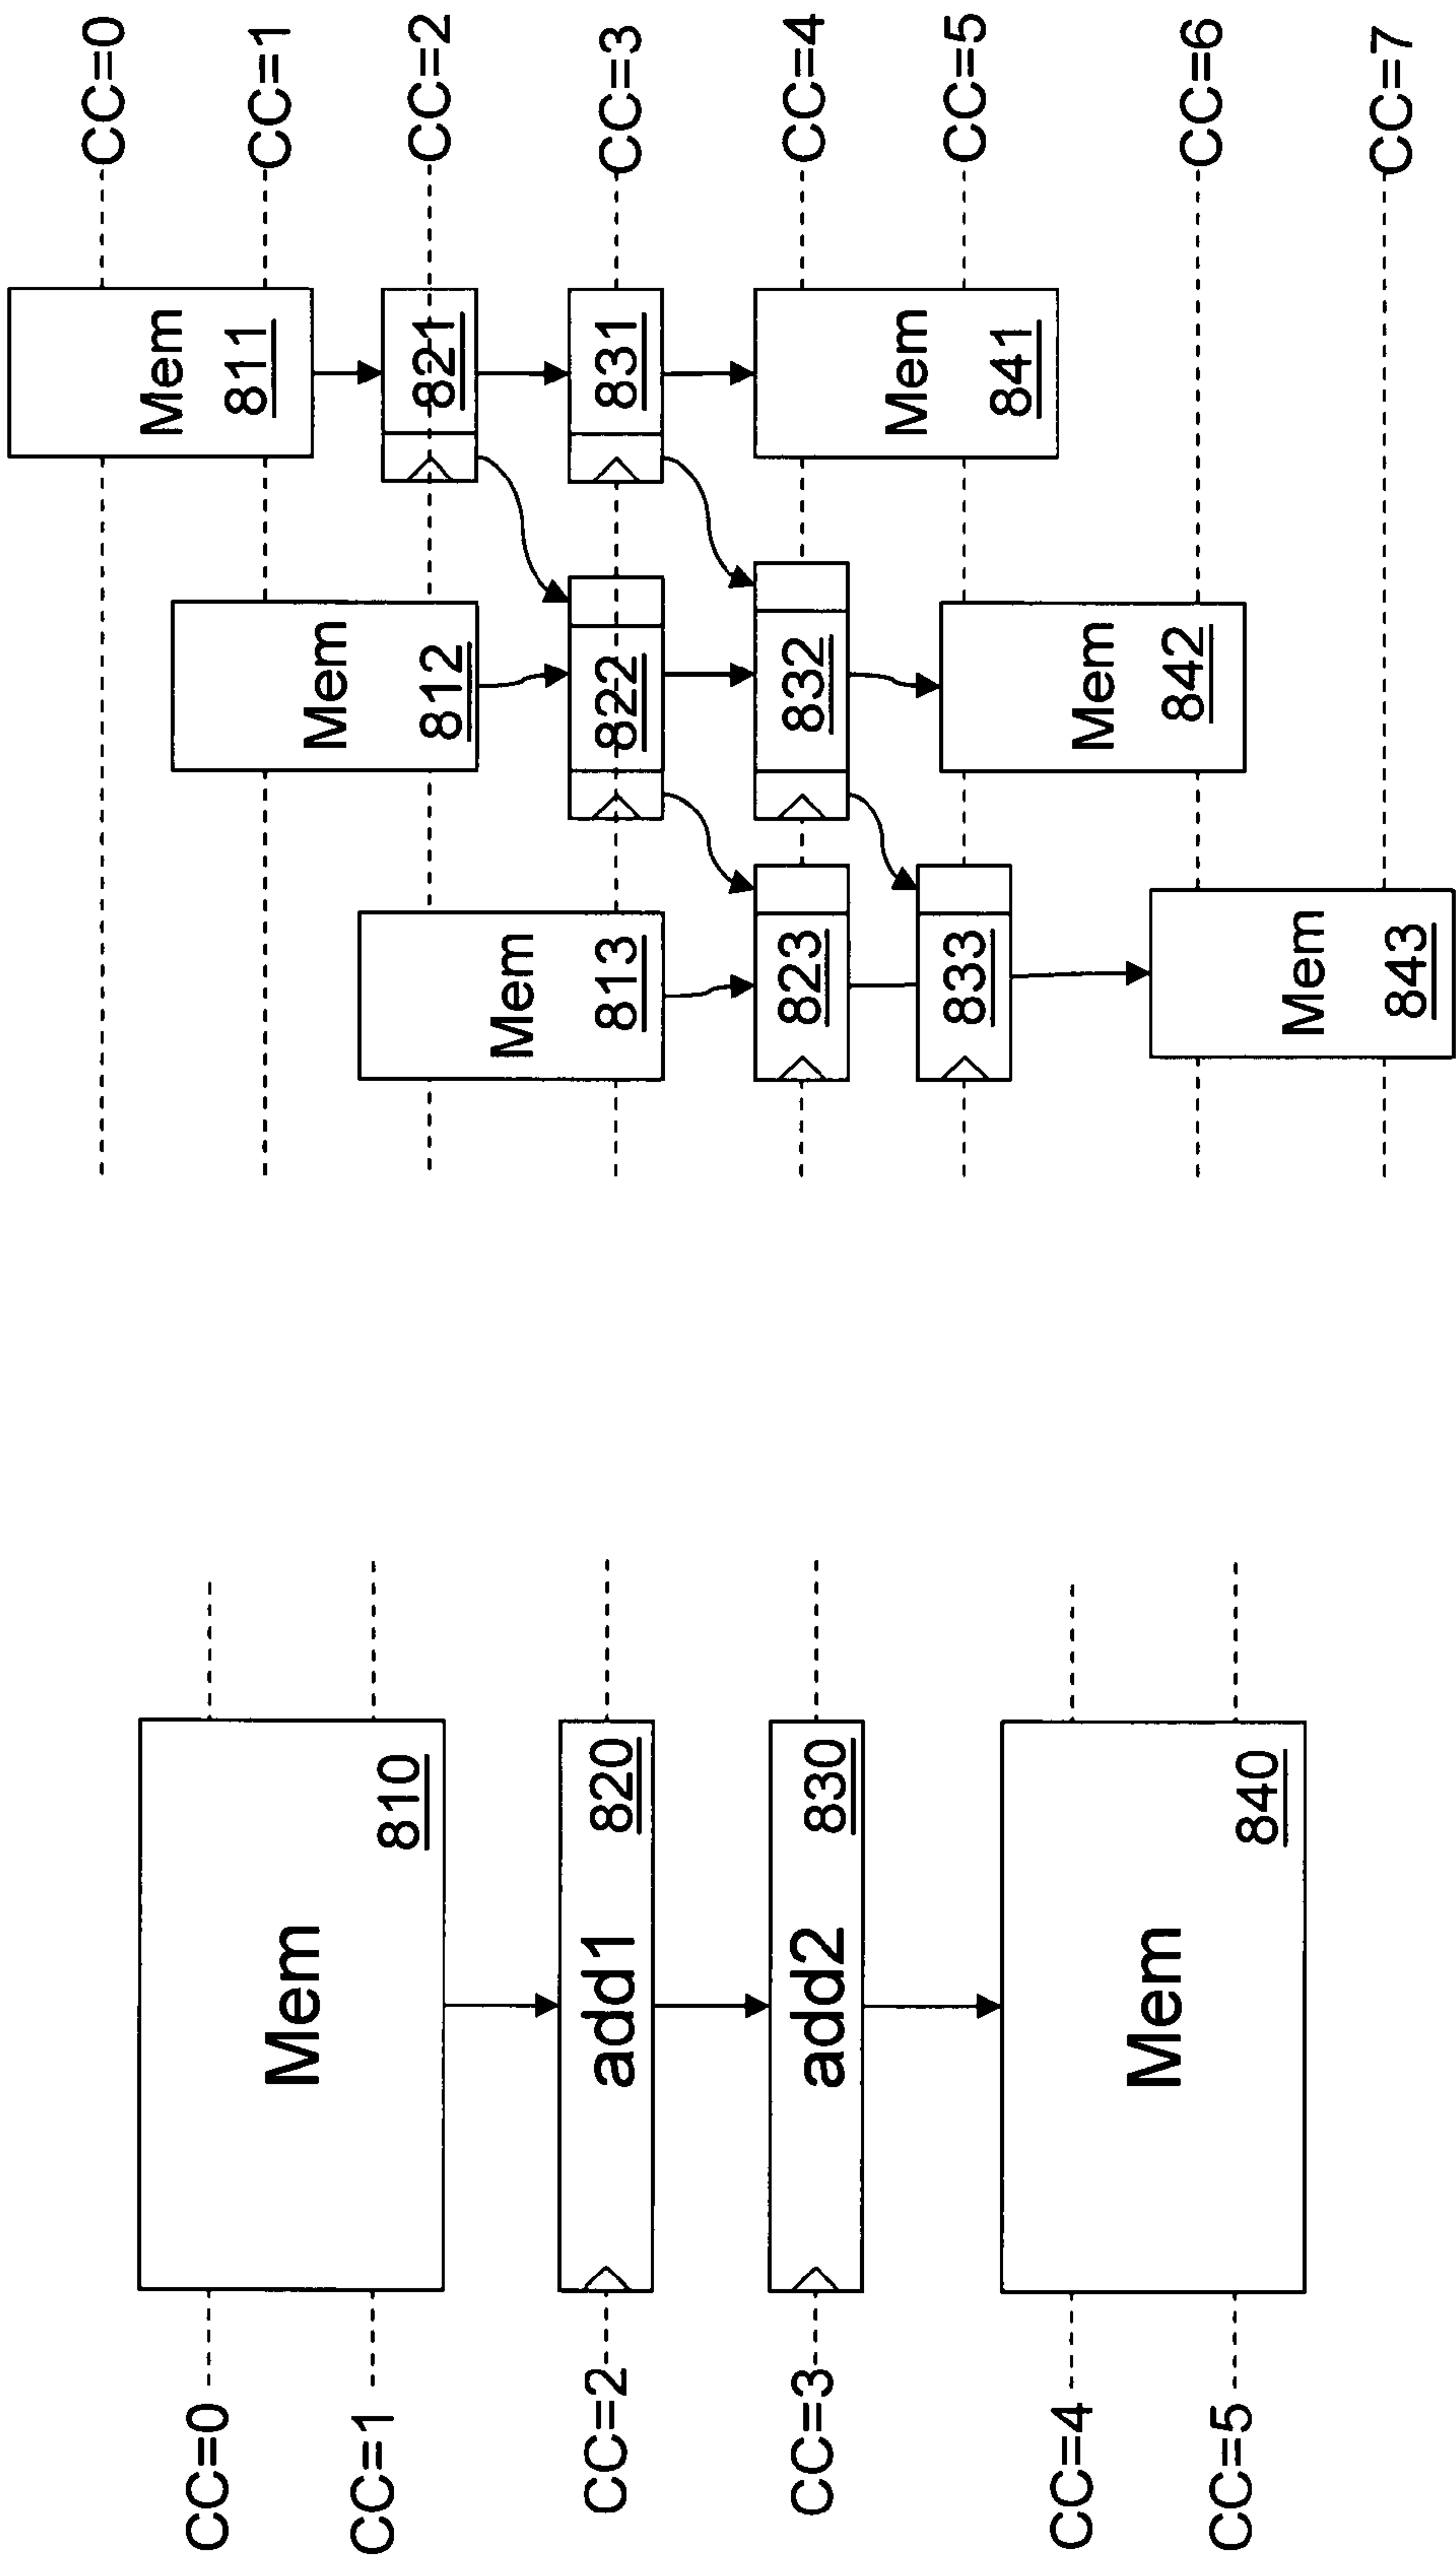 CC=0
CC=1
CC=2
CC=3
CC=4
CC=5
CC=6
CC=7
Mem
811
821
831
Mem
841
Mem
812
822
832
Mem
842
Mem
813
823
833
Mem
843
Mem
810
add1 820
add2 830
Mem
840
CC=0
CC=1
CC=2
CC=3
CC=4
CC=5